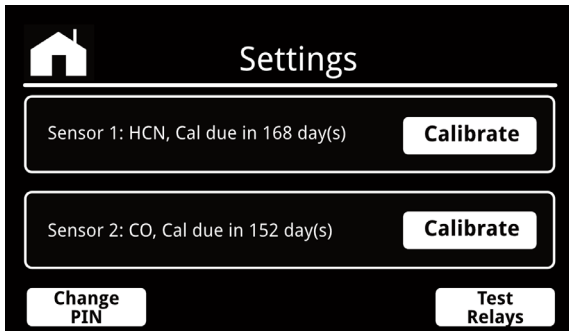 Settings
Sensor 1: HCN, Cal due in 168 day(s)
Calibrate
Sensor 2: CO, Cal due in 152 day(s)
Calibrate
Change
PIN
Test
Relays